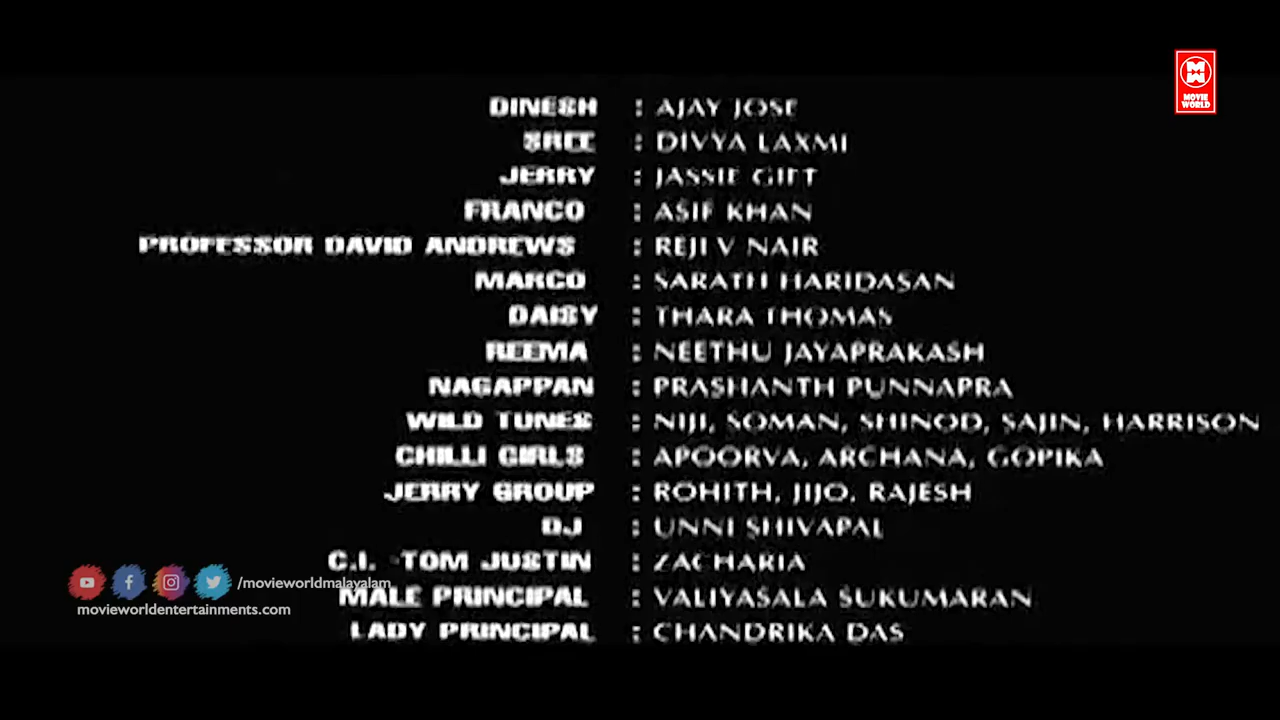 MOVIE
WORLD
DINESH : AJAY JOSE
SREE : DIVYA LAXMI
JERRY : JASSIE GIFT
FRANCO : ASIF KHAN
PROFESSOR DAVID ANDREWS : REJI V NAIR
MARCO : SARATH HARIDASAN
DAISY : THARA THOMAS
REEMA : NEETHU JAYAPRAKASH
NAGAPPAN : PRASHANTH PUNNAPRA
WILD TUNES : NIJI, SOMAN, SHINOD, SAJIN, HARRISON
CHILLI GIRLS : APOORVA, ARCHANA, GOPIKA
JERRY GROUP : ROHITH, JIJO, RAJESH
DJ : UNNI SHIVAPAL
C.I. TOM JUSTIN : ZACHARIA
/movieworldmalayalam
MALE PRINCIPAL : VALIYASALA SUKUMARAN
movieworldentertainments.com
LADY PRINCIPAL : CHANDRIKA DAS